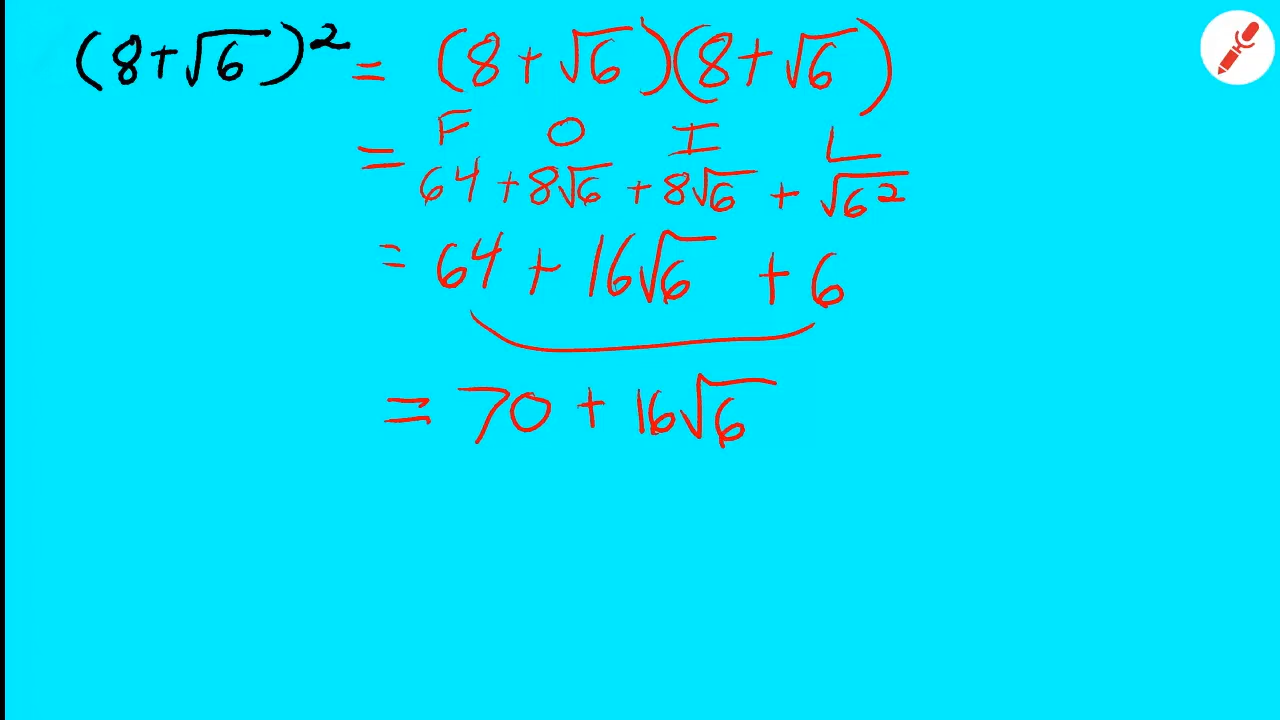 (8+√6)² = (8+√6)(8+√6)
F O I L
= 64 + 8√6 + 8√6 + √6²
= 64 + 16√6 + 6
= 70 + 16√6